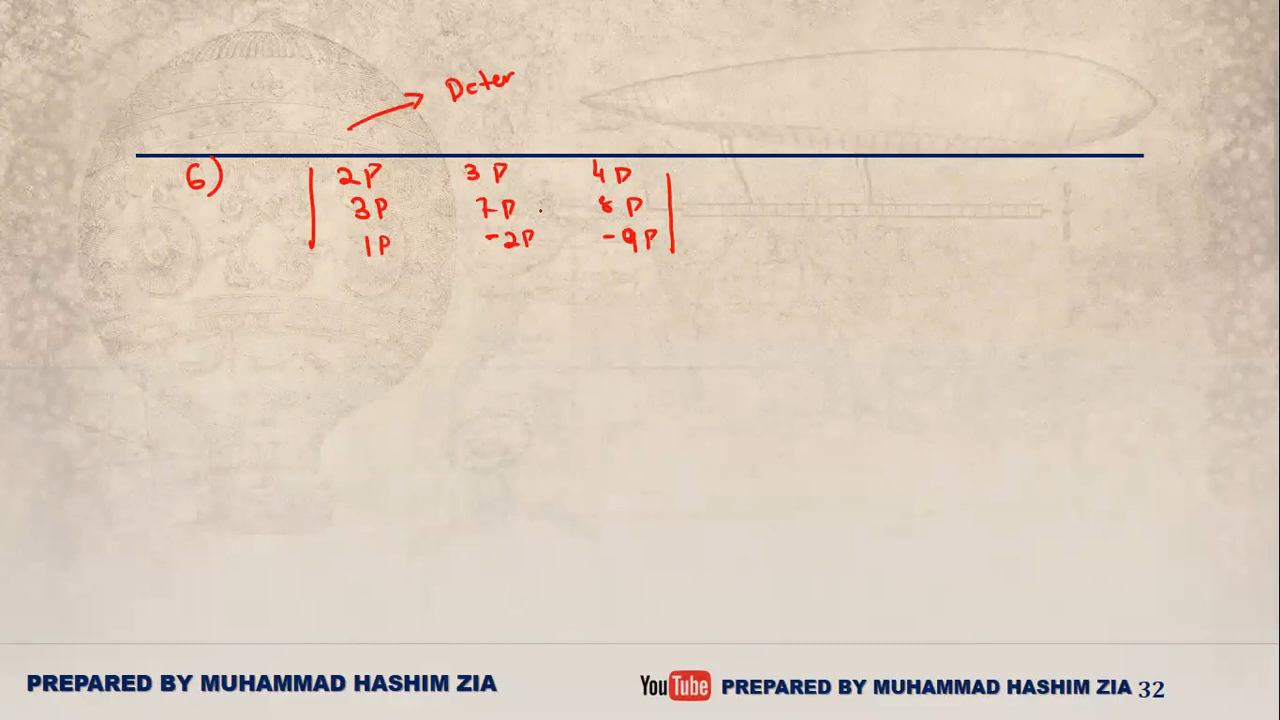 Deter
6) | 2P 3P 4P |
| 3P 7P 8P |
| 1P -2P -9P |
PREPARED BY MUHAMMAD HASHIM ZIA
YouTube PREPARED BY MUHAMMAD HASHIM ZIA 32